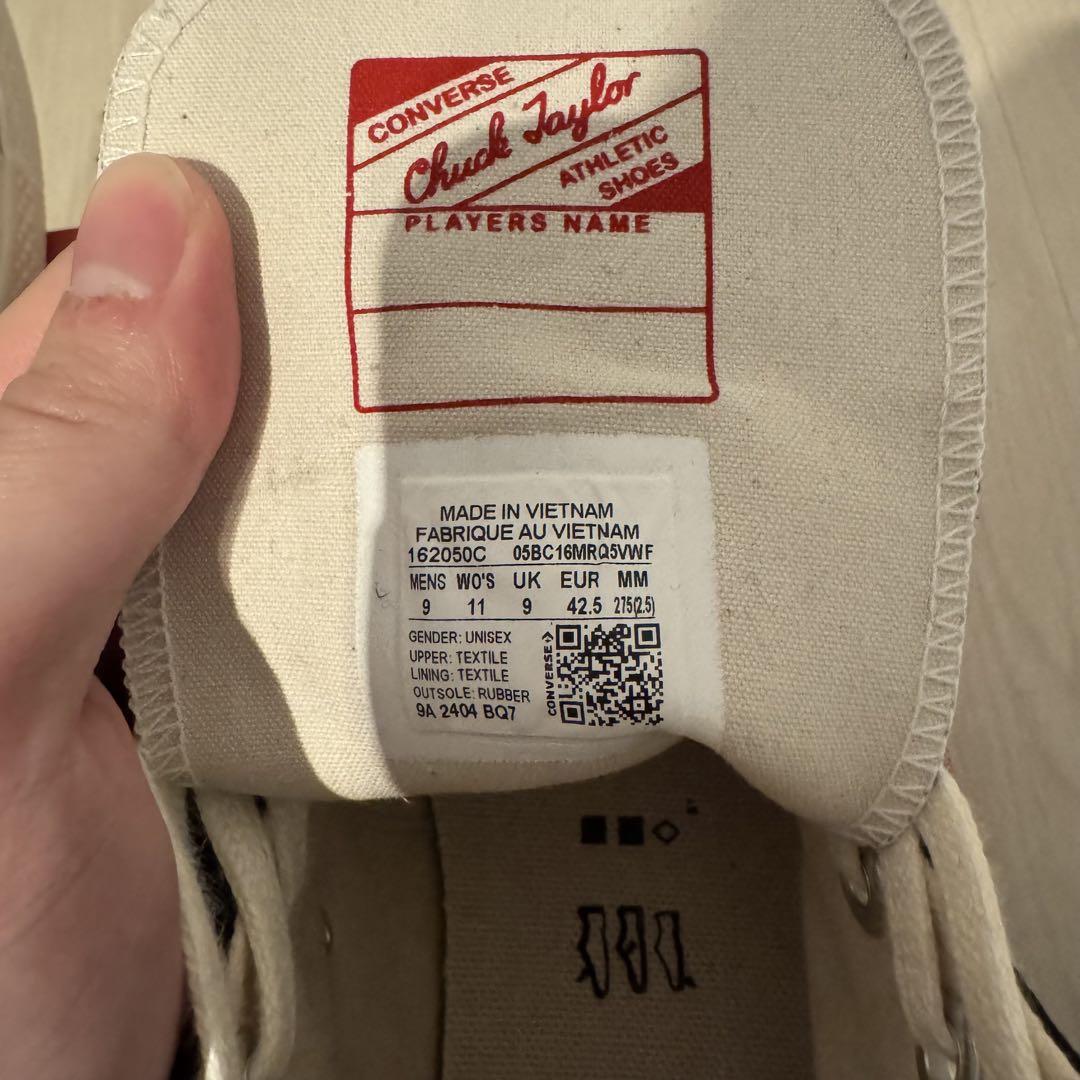 CONVERSE
Chuck Taylor
ATHLETIC
SHOES
PLAYERS NAME
MADE IN VIETNAM
FABRIQUE AU VIETNAM
162050C 05BC16MRQ5VWF
MENS WO'S UK EUR MM
9 11 9 42.5 275(2.5)
GENDER: UNISEX
UPPER: TEXTILE
LINING: TEXTILE
OUTSOLE: RUBBER
9A 2404 BQ7
CONVERSE